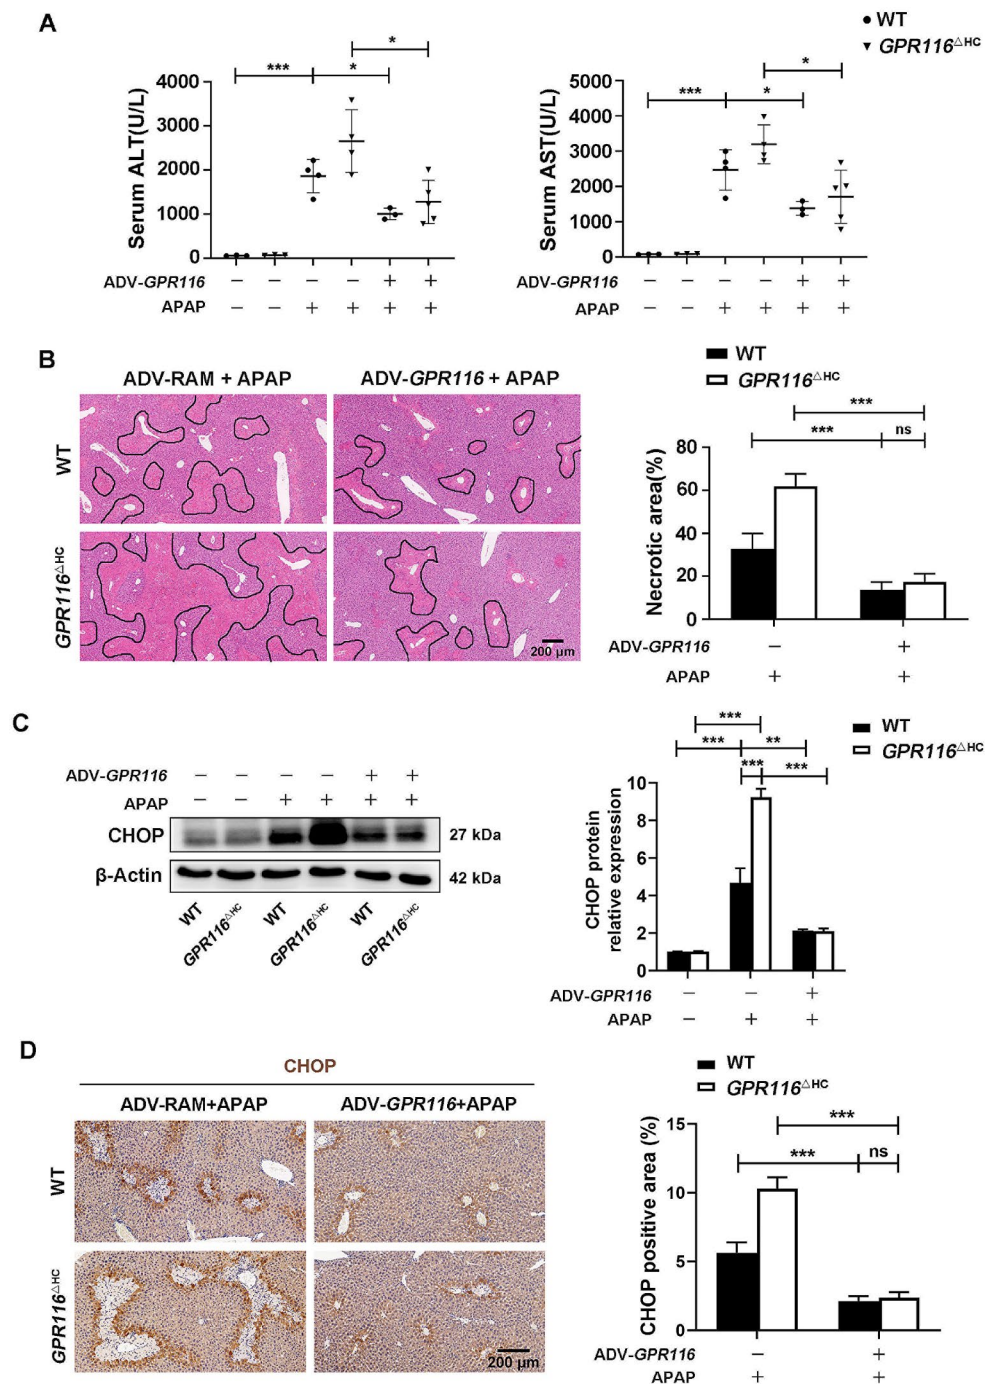 A
WT
GPR116△HC
*** * *
Serum ALT(U/L)
4000
3000
2000
1000
0
ADV-GPR116 − − − − + +
APAP − − + + + +
*** * *
Serum AST(U/L)
5000
4000
3000
2000
1000
0
ADV-GPR116 − − − − + +
APAP − − + + + +
B
ADV-RAM + APAP ADV-GPR116 + APAP
WT
GPR116△HC
200 μm
WT
GPR116△HC
***
*** ns
Necrotic area(%)
80
60
40
20
0
ADV-GPR116 − +
APAP + +
C
ADV-GPR116 − − − − + +
APAP − − + + + +
CHOP 27 kDa
β-Actin 42 kDa
WT GPR116△HC WT GPR116△HC WT GPR116△HC
WT
GPR116△HC
***
*** **
*** ***
CHOP protein
relative expression
10
8
6
4
2
0
ADV-GPR116 − − +
APAP − + +
D
CHOP
ADV-RAM+APAP ADV-GPR116+APAP
WT
GPR116△HC
200 μm
WT
GPR116△HC
***
*** ns
CHOP positive area (%)
15
10
5
0
ADV-GPR116 − +
APAP + +